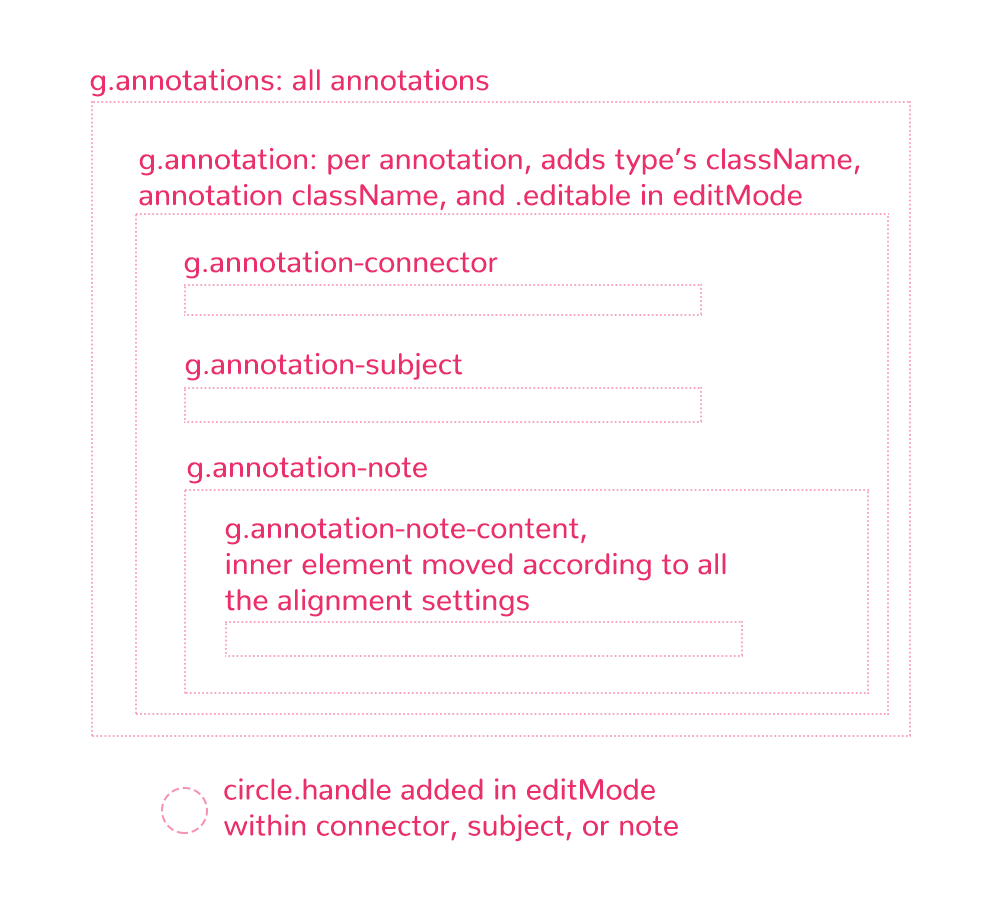 g.annotations: all annotations
g.annotation: per annotation, adds type’s className,
annotation className, and .editable in editMode
g.annotation-connector
g.annotation-subject
g.annotation-note
g.annotation-note-content,
inner element moved according to all
the alignment settings
circle.handle added in editMode
within connector, subject, or note